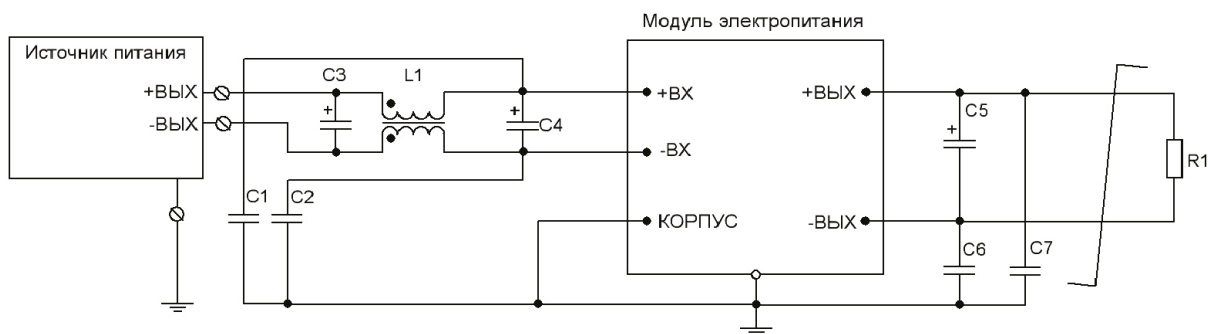 Модуль электропитания
Источник питания
+ВЫХ
-ВЫХ
C3
L1
+
+
C4
C1
C2
+ВХ
-ВХ
КОРПУС
+ВЫХ
-ВЫХ
C5
+
C6
C7
R1